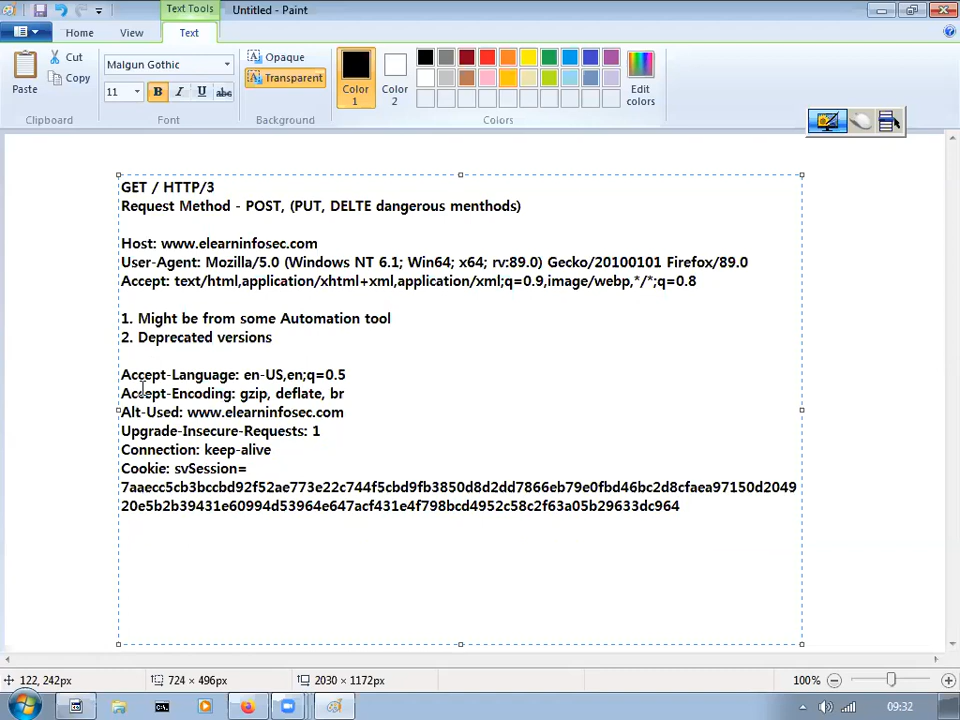 Text Tools
Untitled - Paint
Home
View
Text
Paste
Cut
Copy
Clipboard
Malgun Gothic
11
B
I
U
abc
Font
Opaque
Transparent
Background
Color 1
Color 2
Edit colors
Colors
GET / HTTP/3
Request Method - POST, (PUT, DELTE dangerous menthods)
Host: www.elearninfosec.com
User-Agent: Mozilla/5.0 (Windows NT 6.1; Win64; x64; rv:89.0) Gecko/20100101 Firefox/89.0
Accept: text/html,application/xhtml+xml,application/xml;q=0.9,image/webp,*/*;q=0.8
1. Might be from some Automation tool
2. Deprecated versions
Accept-Language: en-US,en;q=0.5
Accept-Encoding: gzip, deflate, br
Alt-Used: www.elearninfosec.com
Upgrade-Insecure-Requests: 1
Connection: keep-alive
Cookie: svSession=
7aaecc5cb3bccbd92f52ae773e22c744f5cbd9fb3850d8d2dd7866eb79e0fbd46bc2d8cfaea97150d2049
20e5b2b39431e60994d53964e647acf431e4f798bcd4952c58c2f63a05b29633dc964
122, 242px
724 × 496px
2030 × 1172px
100%
09:32